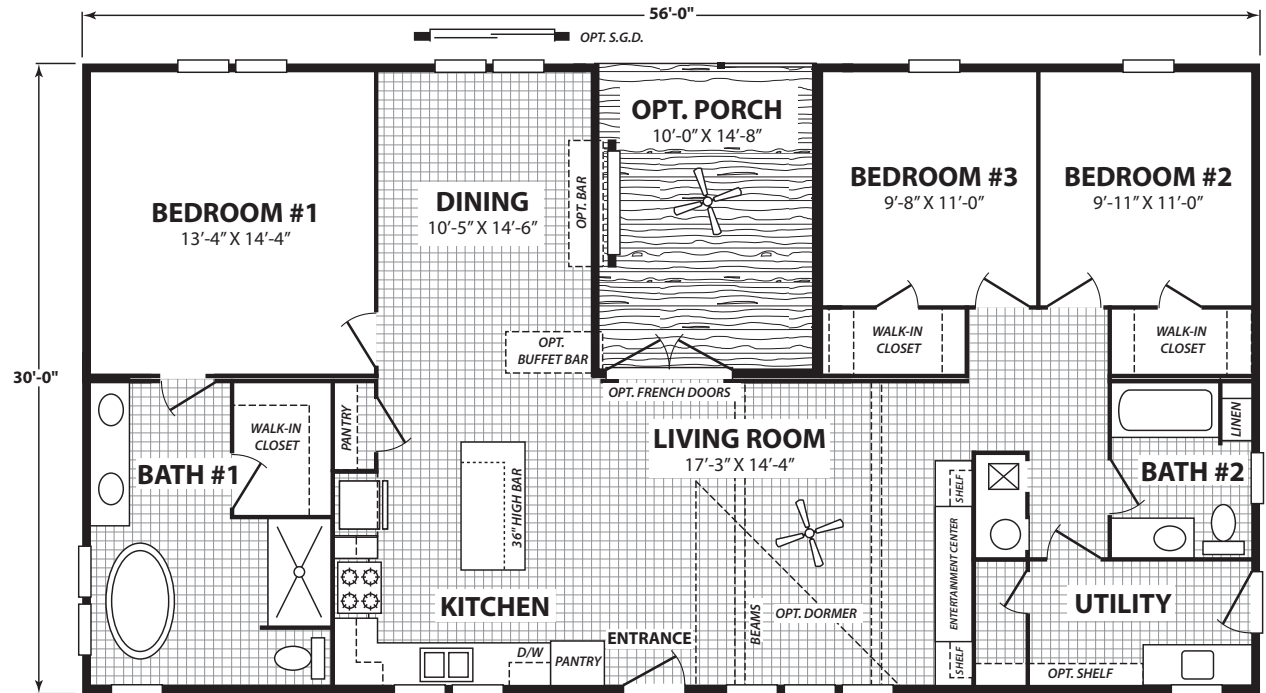 56'-0"
OPT. S.G.D.
OPT. PORCH
10'-0" X 14'-8"
BEDROOM #1
13'-4" X 14'-4"
DINING
10'-5" X 14'-6"
OPT. BAR
BEDROOM #3
9'-8" X 11'-0"
BEDROOM #2
9'-11" X 11'-0"
OPT.
BUFFET BAR
WALK-IN
CLOSET
WALK-IN
CLOSET
30'-0"
OPT. FRENCH DOORS
WALK-IN
CLOSET
PANTRY
LINEN
LIVING ROOM
17'-3" X 14'-4"
BATH #1
BATH #2
36" HIGH BAR
SHELF
ENTERTAINMENT CENTER
SHELF
KITCHEN
BEAMS
OPT. DORMER
UTILITY
ENTRANCE
D/W
PANTRY
OPT. SHELF